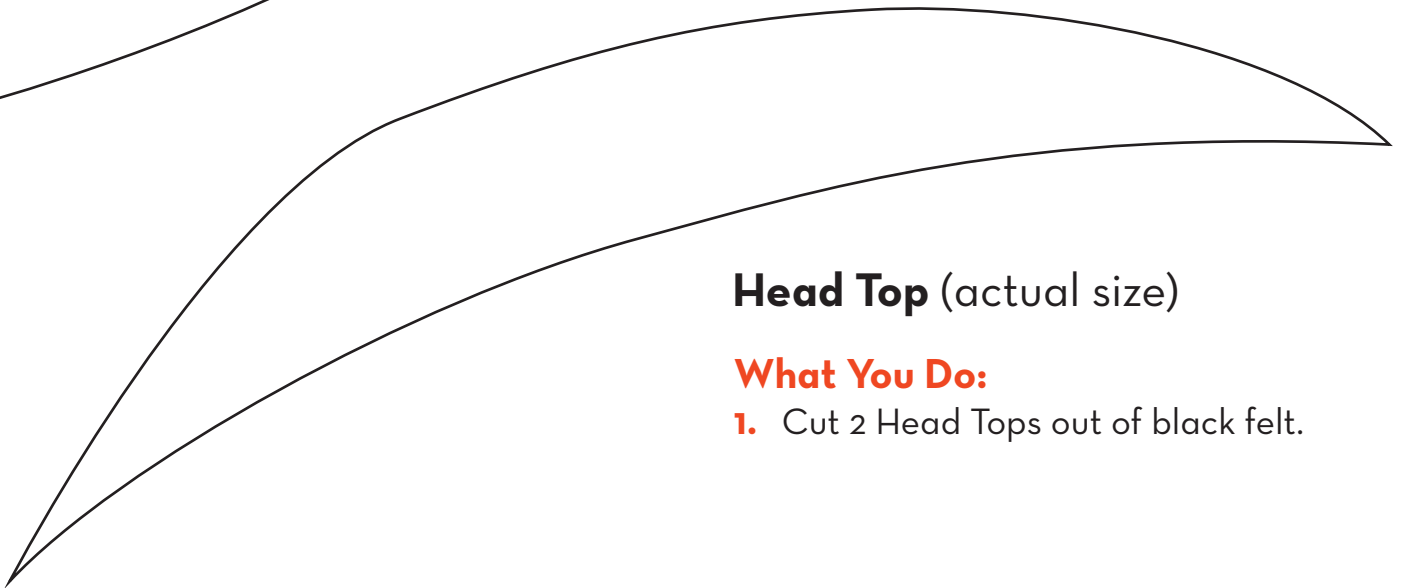 Head Top (actual size)
What You Do:
1. Cut 2 Head Tops out of black felt.